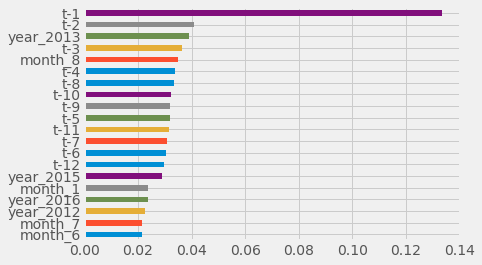 t-1
t-2
year_2013
t-3
month_8
t-4
t-8
t-10
t-9
t-5
t-11
t-7
t-6
t-12
year_2015
month_1
year_2016
year_2012
month_7
month_6
0.00 0.02 0.04 0.06 0.08 0.10 0.12 0.14